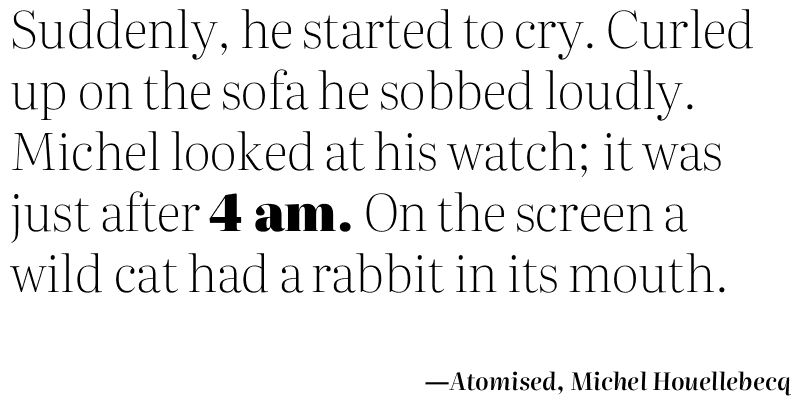 Suddenly, he started to cry. Curled
up on the sofa he sobbed loudly.
Michel looked at his watch; it was
just after 4 am. On the screen a
wild cat had a rabbit in its mouth.
—Atomised, Michel Houellebecq